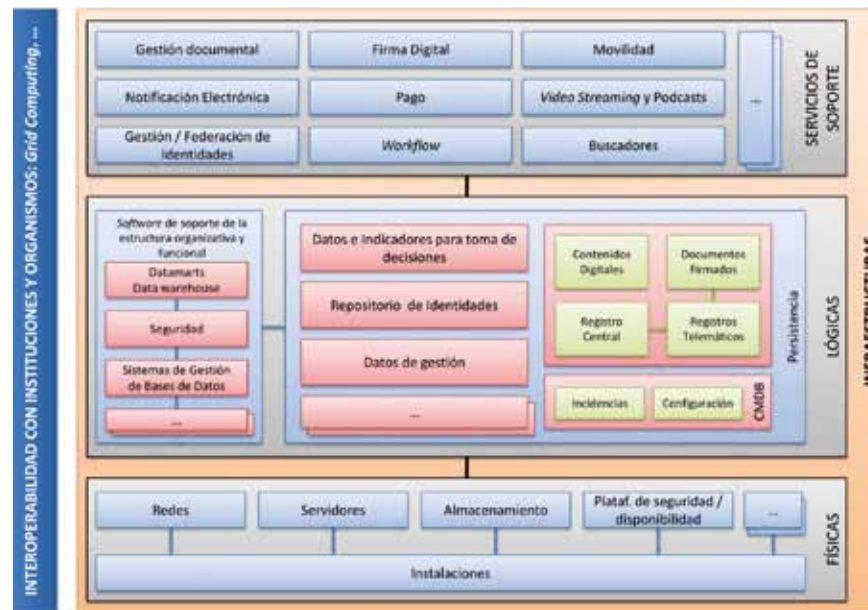 INTEROPERABILIDAD CON INSTITUCIONES Y ORGANISMOS: Grid Computing, ...
Gestión documental
Firma Digital
Movilidad
Notificación Electrónica
Pago
Video Streaming y Podcasts
Gestión / Federación de
Identidades
Workflow
Buscadores
...
SERVICIOS DE
SOPORTE
Software de soporte de la
estructura organizativa y
funcional
Datamarts
Data warehouse
Seguridad
Sistemas de Gestión
de Bases de Datos
...
Datos e Indicadores para toma de
decisiones
Repositorio de Identidades
Datos de gestión
...
Contenidos
Digitales
Documentos
Firmados
Registro
Central
Registros
Telemáticos
Incidencias
Configuración
CMDB
Persistencia
LÓGICAS
Redes
Servidores
Almacenamiento
Plataf. de seguridad /
disponibilidad
...
Instalaciones
FÍSICAS